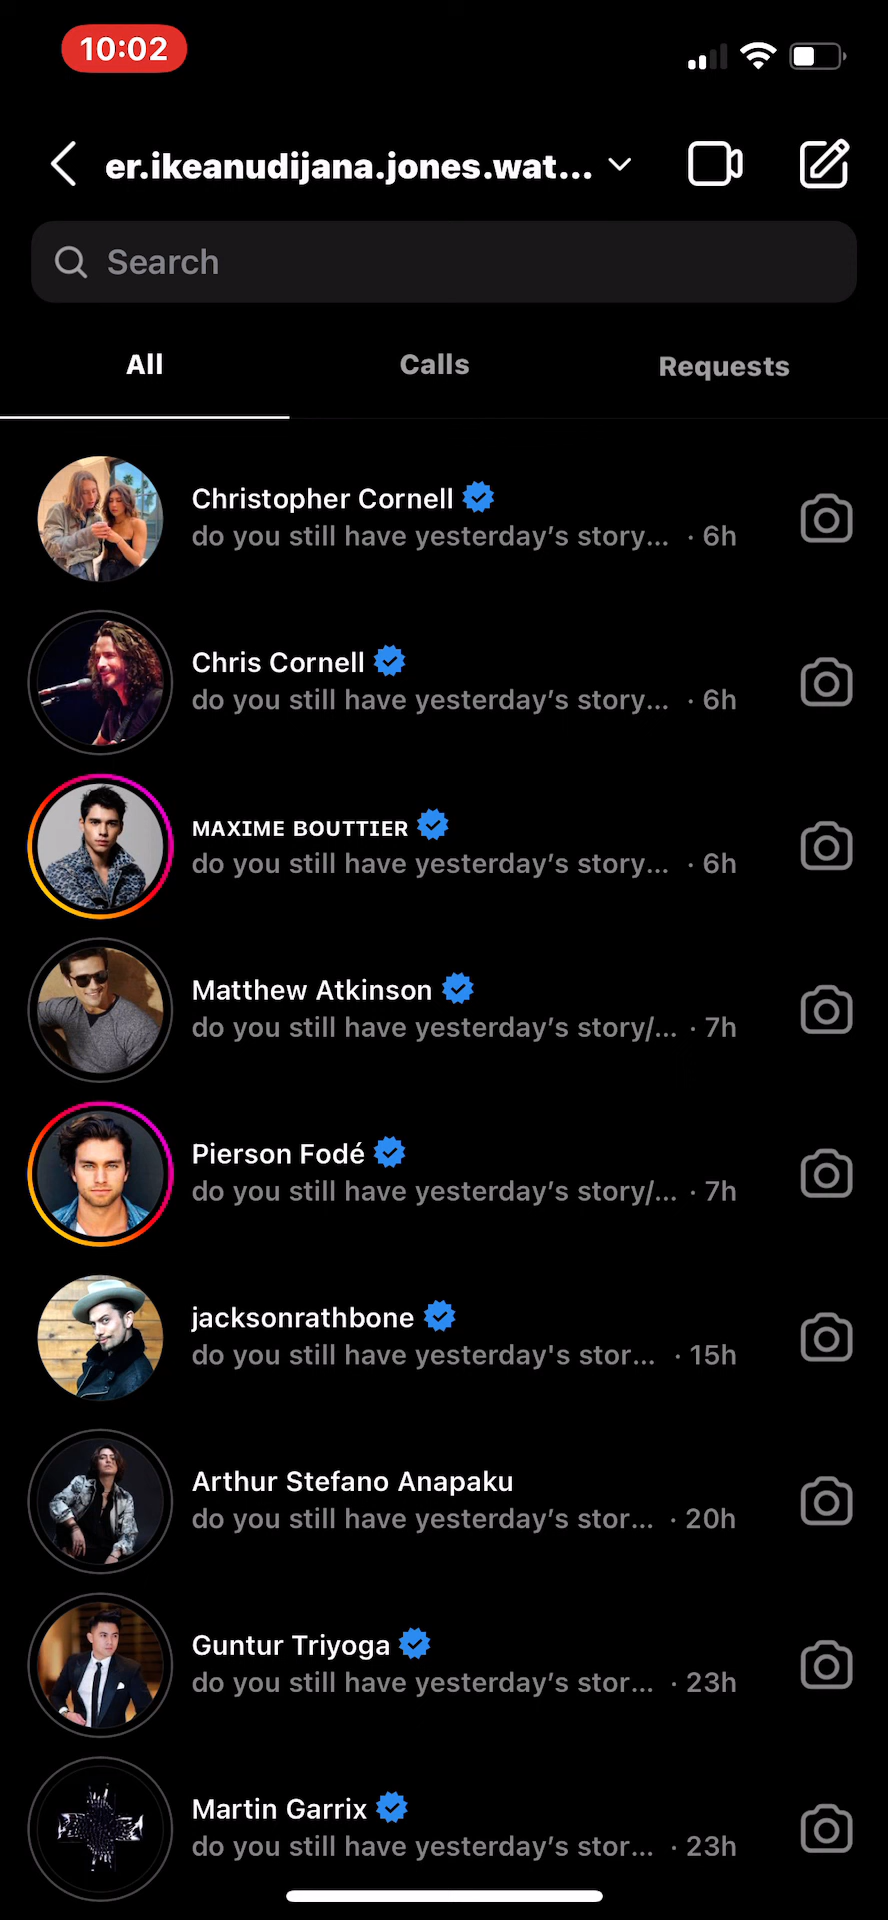 10:02
er.ikeanudijana.jones.wat...
Search
All
Calls
Requests
Christopher Cornell
do you still have yesterday’s story... · 6h
Chris Cornell
do you still have yesterday’s story... · 6h
ᴍᴀxɪᴍᴇ ʙᴏᴜᴛᴛɪᴇʀ
do you still have yesterday’s story... · 6h
Matthew Atkinson
do you still have yesterday’s story/... · 7h
Pierson Fodé
do you still have yesterday’s story/... · 7h
jacksonrathbone
do you still have yesterday's stor... · 15h
Arthur Stefano Anapaku
do you still have yesterday’s stor... · 20h
Guntur Triyoga
do you still have yesterday’s stor... · 23h
Martin Garrix
do you still have yesterday’s stor... · 23h